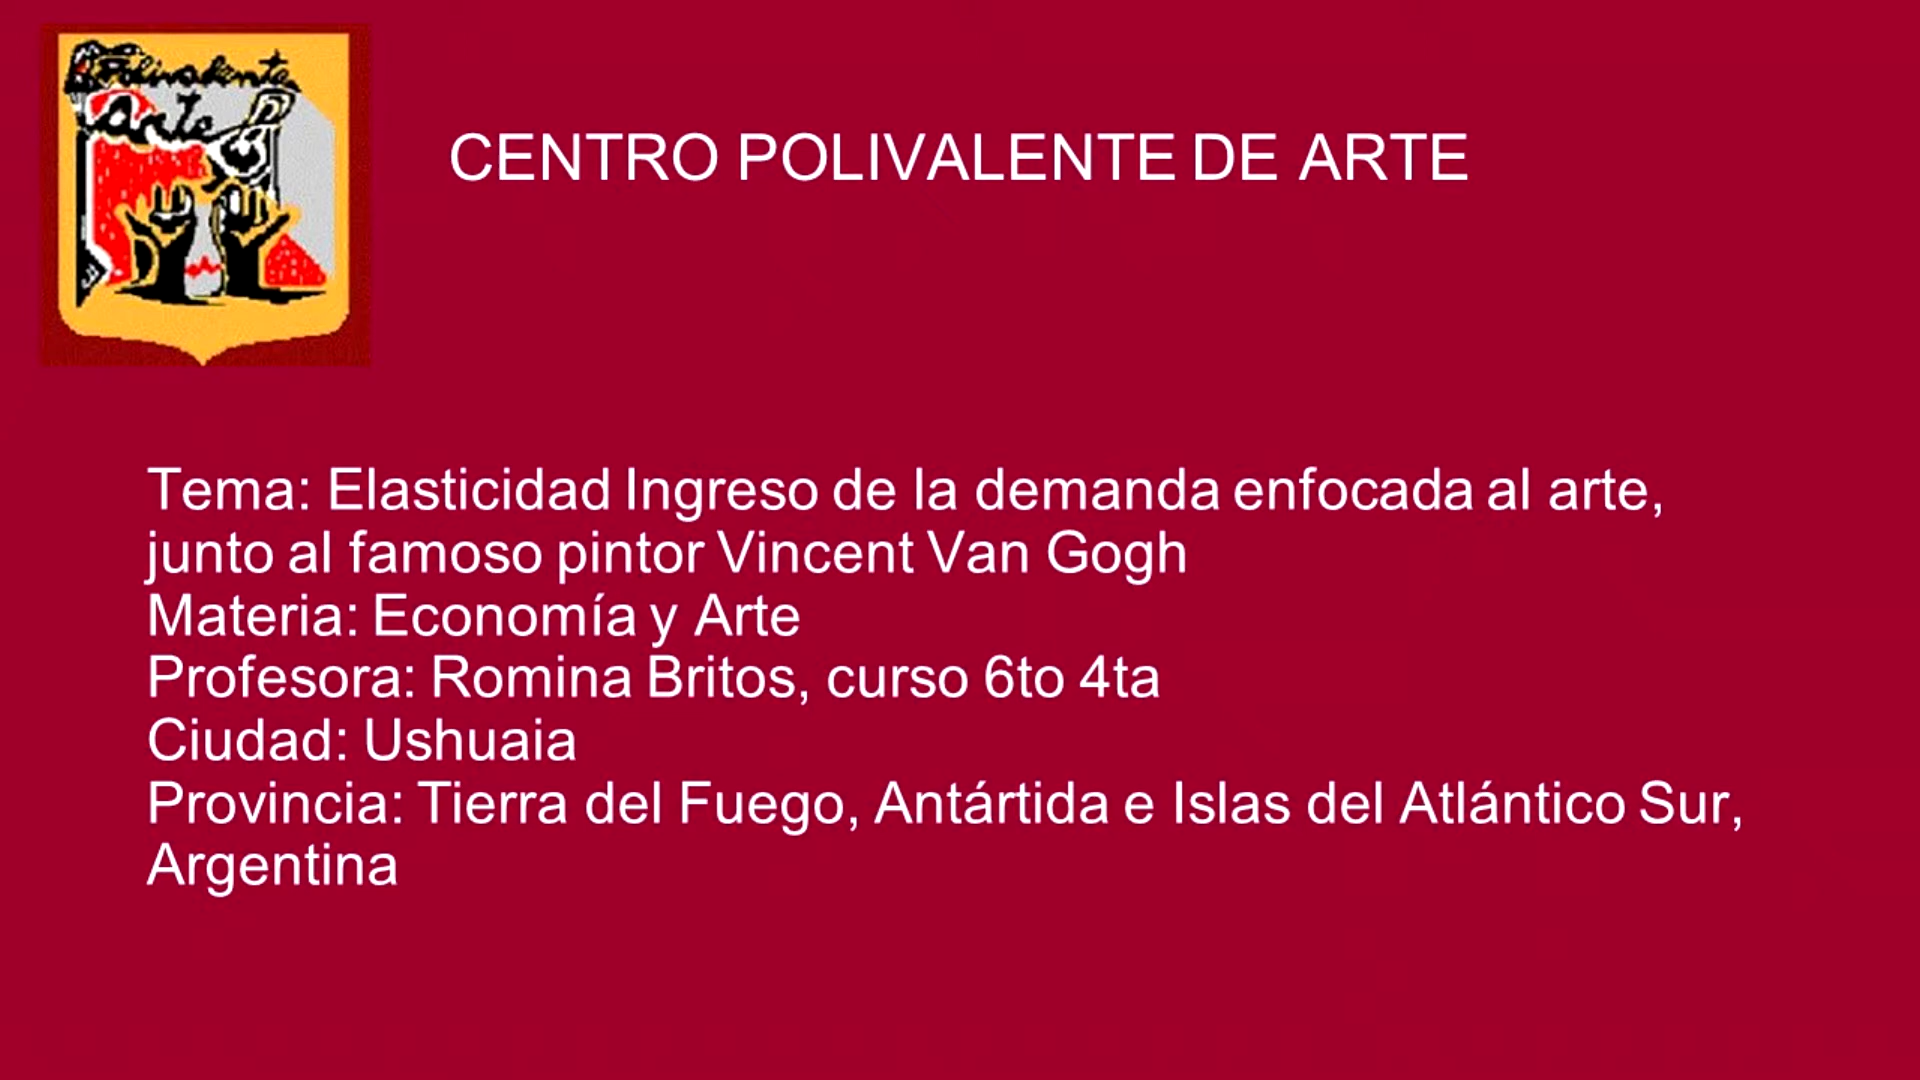 Polivalente
Arte
CENTRO POLIVALENTE DE ARTE
Tema: Elasticidad Ingreso de la demanda enfocada al arte,
junto al famoso pintor Vincent Van Gogh
Materia: Economía y Arte
Profesora: Romina Britos, curso 6to 4ta
Ciudad: Ushuaia
Provincia: Tierra del Fuego, Antártida e Islas del Atlántico Sur,
Argentina